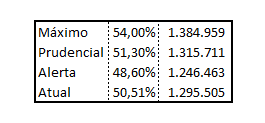 Máximo 54,00% 1.384.959
Prudencial 51,30% 1.315.711
Alerta 48,60% 1.246.463
Atual 50,51% 1.295.505